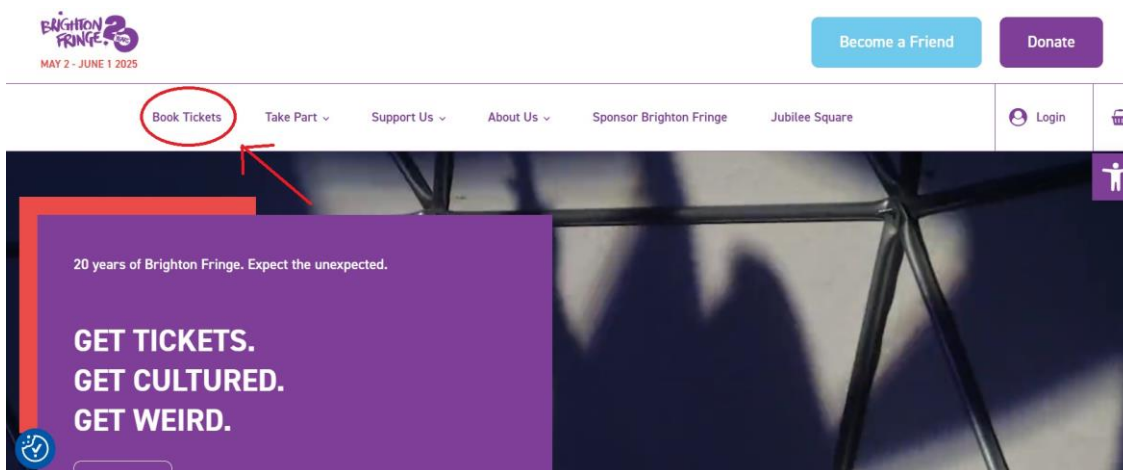 BRIGHTON 20
FRINGE.
MAY 2 - JUNE 1 2025
Become a Friend
Donate
Book Tickets
Take Part
Support Us
About Us
Sponsor Brighton Fringe
Jubilee Square
Login
20 years of Brighton Fringe. Expect the unexpected.
GET TICKETS.
GET CULTURED.
GET WEIRD.